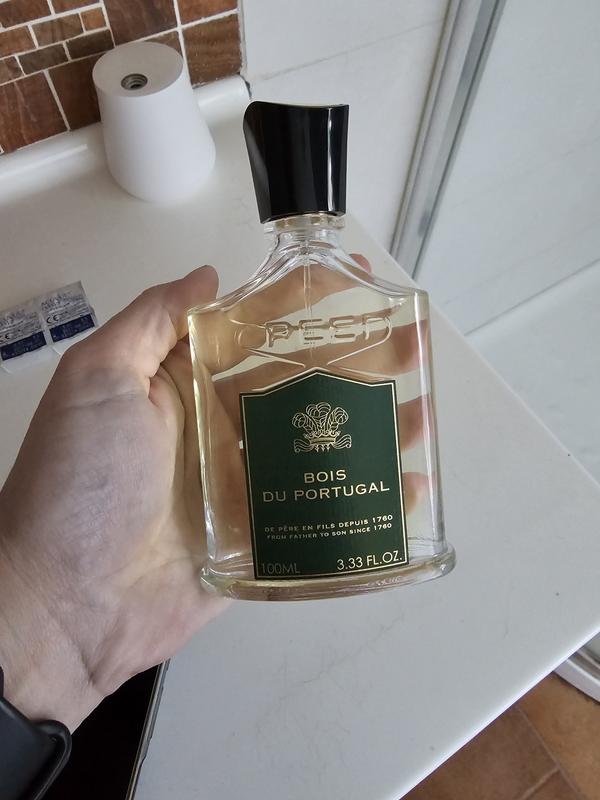 CREED
BOIS
DU PORTUGAL
DE PÈRE EN FILS DEPUIS 1760
FROM FATHER TO SON SINCE 1760
100ML 3.33 FL.OZ.